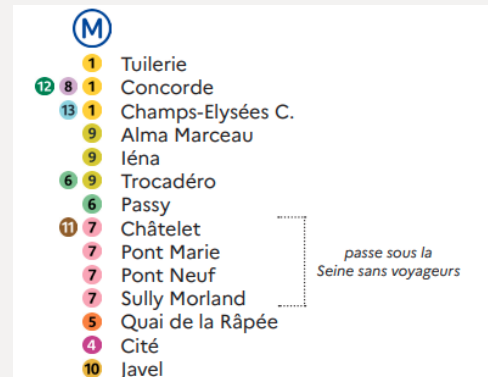 M
1 Tuilerie
12 8 1 Concorde
13 1 Champs-Elysées C.
9 Alma Marceau
9 Iéna
6 9 Trocadéro
6 Passy
11 7 Châtelet
7 Pont Marie
7 Pont Neuf
7 Sully Morland
passe sous la
Seine sans voyageurs
5 Quai de la Râpée
4 Cité
10 Javel